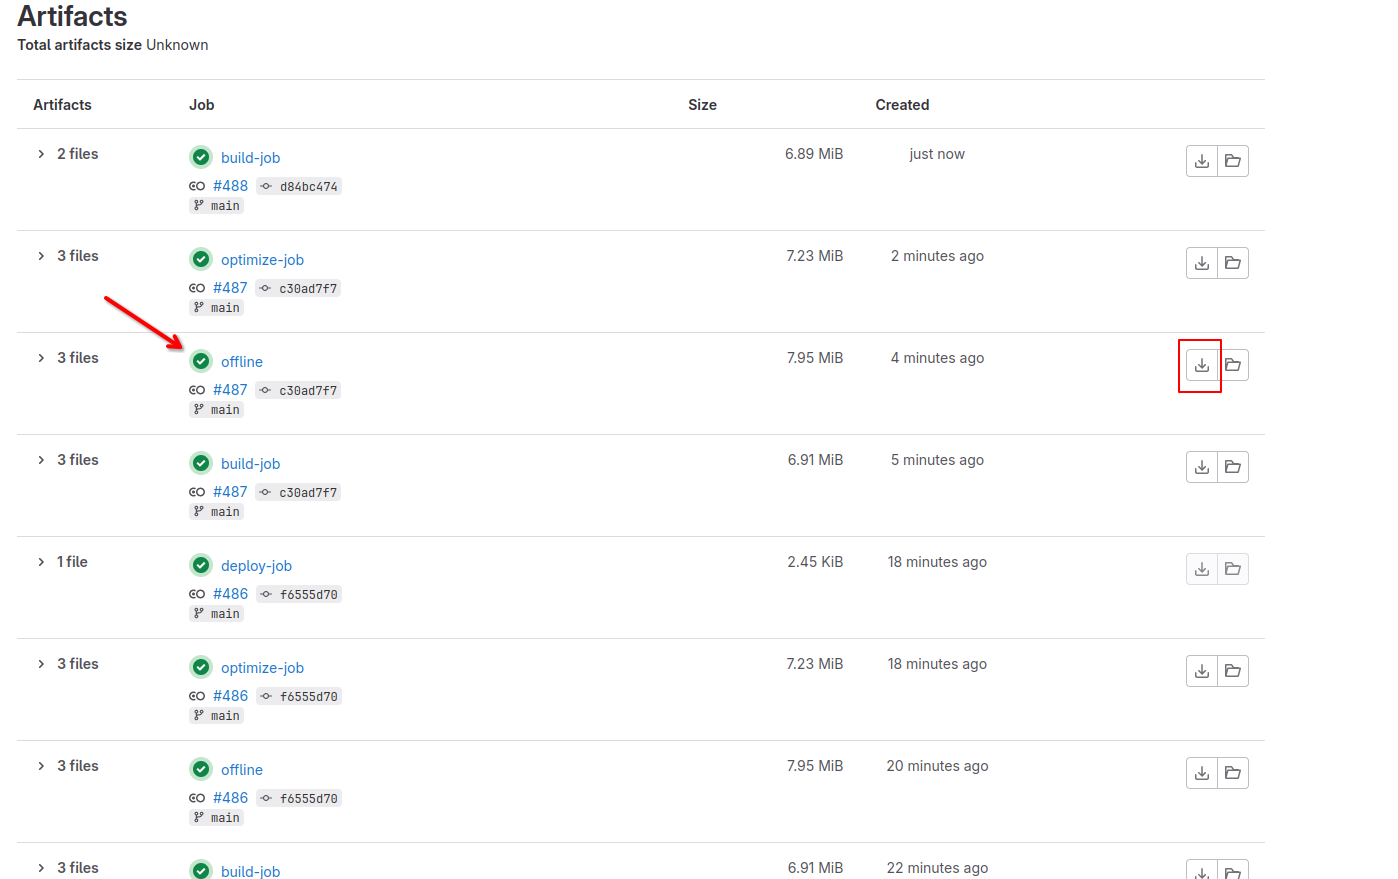 Artifacts
Total artifacts size Unknown
Artifacts Job Size Created
2 files build-job 6.89 MiB just now
#488 d84bc474
main
3 files optimize-job 7.23 MiB 2 minutes ago
#487 c30ad7f7
main
3 files offline 7.95 MiB 4 minutes ago
#487 c30ad7f7
main
3 files build-job 6.91 MiB 5 minutes ago
#487 c30ad7f7
main
1 file deploy-job 2.45 KiB 18 minutes ago
#486 f6555d70
main
3 files optimize-job 7.23 MiB 18 minutes ago
#486 f6555d70
main
3 files offline 7.95 MiB 20 minutes ago
#486 f6555d70
main
3 files build-job 6.91 MiB 22 minutes ago